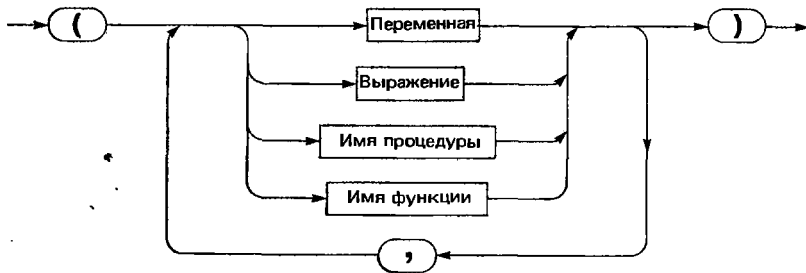 (
Переменная
)
Выражение
Имя процедуры
Имя функции
,